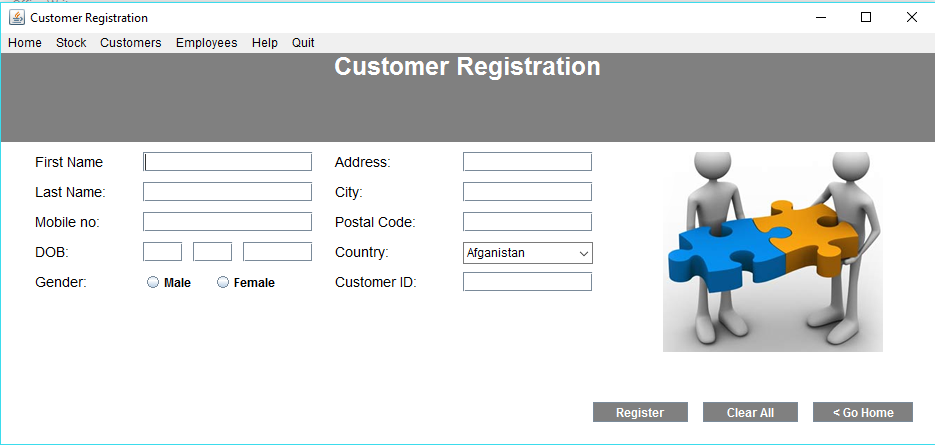 Customer Registration
Home Stock Customers Employees Help Quit
Customer Registration
First Name Address:
Last Name: City:
Mobile no: Postal Code:
DOB: Country: Afganistan
Gender: Male Female Customer ID:
Register Clear All < Go Home